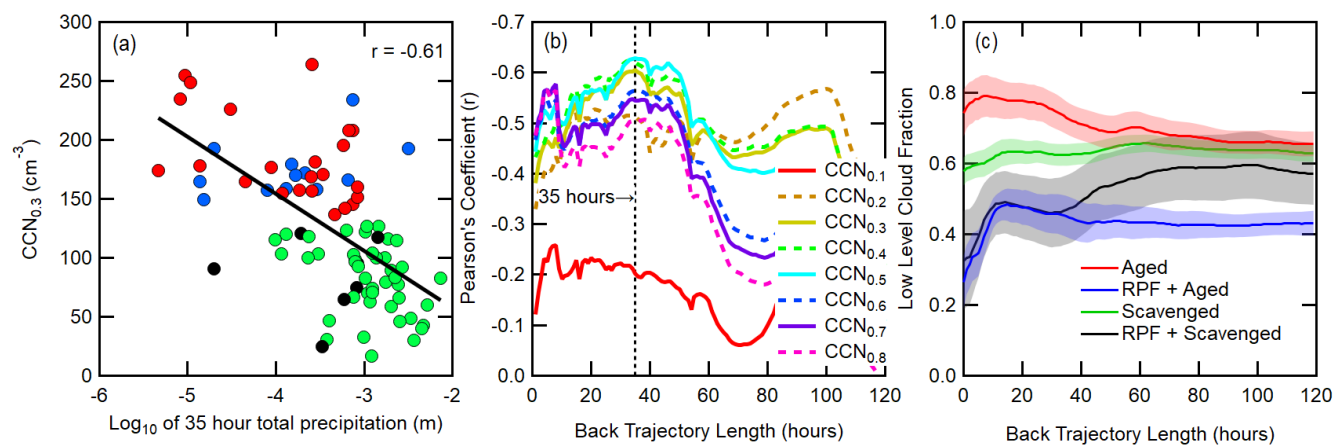 (a)
r = -0.61
300
250
200
150
100
50
0
CCN0.3 (cm-3)
-6
-5
-4
-3
-2
Log10 of 35 hour total precipitation (m)
(b)
-0.7
-0.6
-0.5
-0.4
-0.3
-0.2
-0.1
0.0
Pearson's Coefficient (r)
35 hours→
CCN0.1
CCN0.2
CCN0.3
CCN0.4
CCN0.5
CCN0.6
CCN0.7
CCN0.8
0
20
40
60
80
100
120
Back Trajectory Length (hours)
(c)
1.0
0.8
0.6
0.4
0.2
0.0
Low Level Cloud Fraction
Aged
RPF + Aged
Scavenged
RPF + Scavenged
0
20
40
60
80
100
120
Back Trajectory Length (hours)